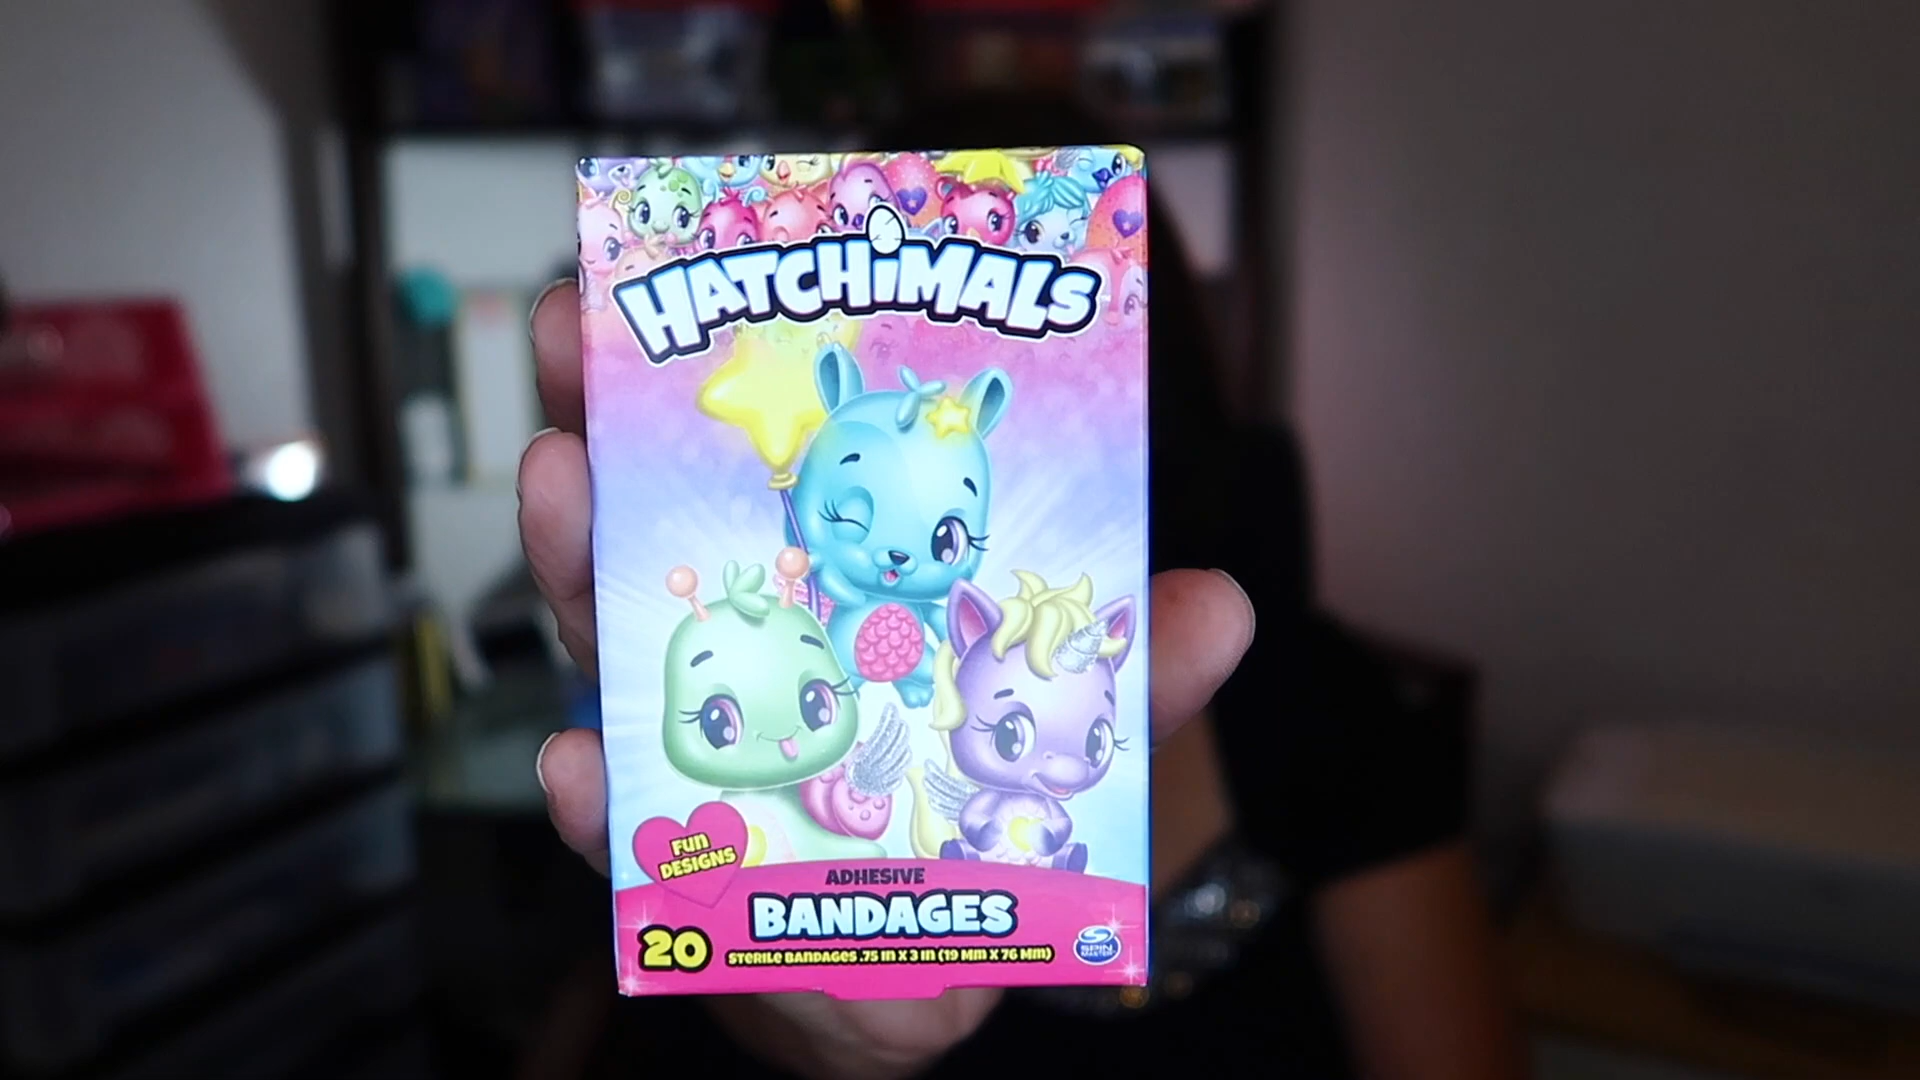 HATCHiMALS
FUN
DESIGNS
ADHESIVE
BANDAGES
20
STERILE BANDAGES .75 IN X 3 IN (19 MM X 76 MM)
SPIN
MASTER